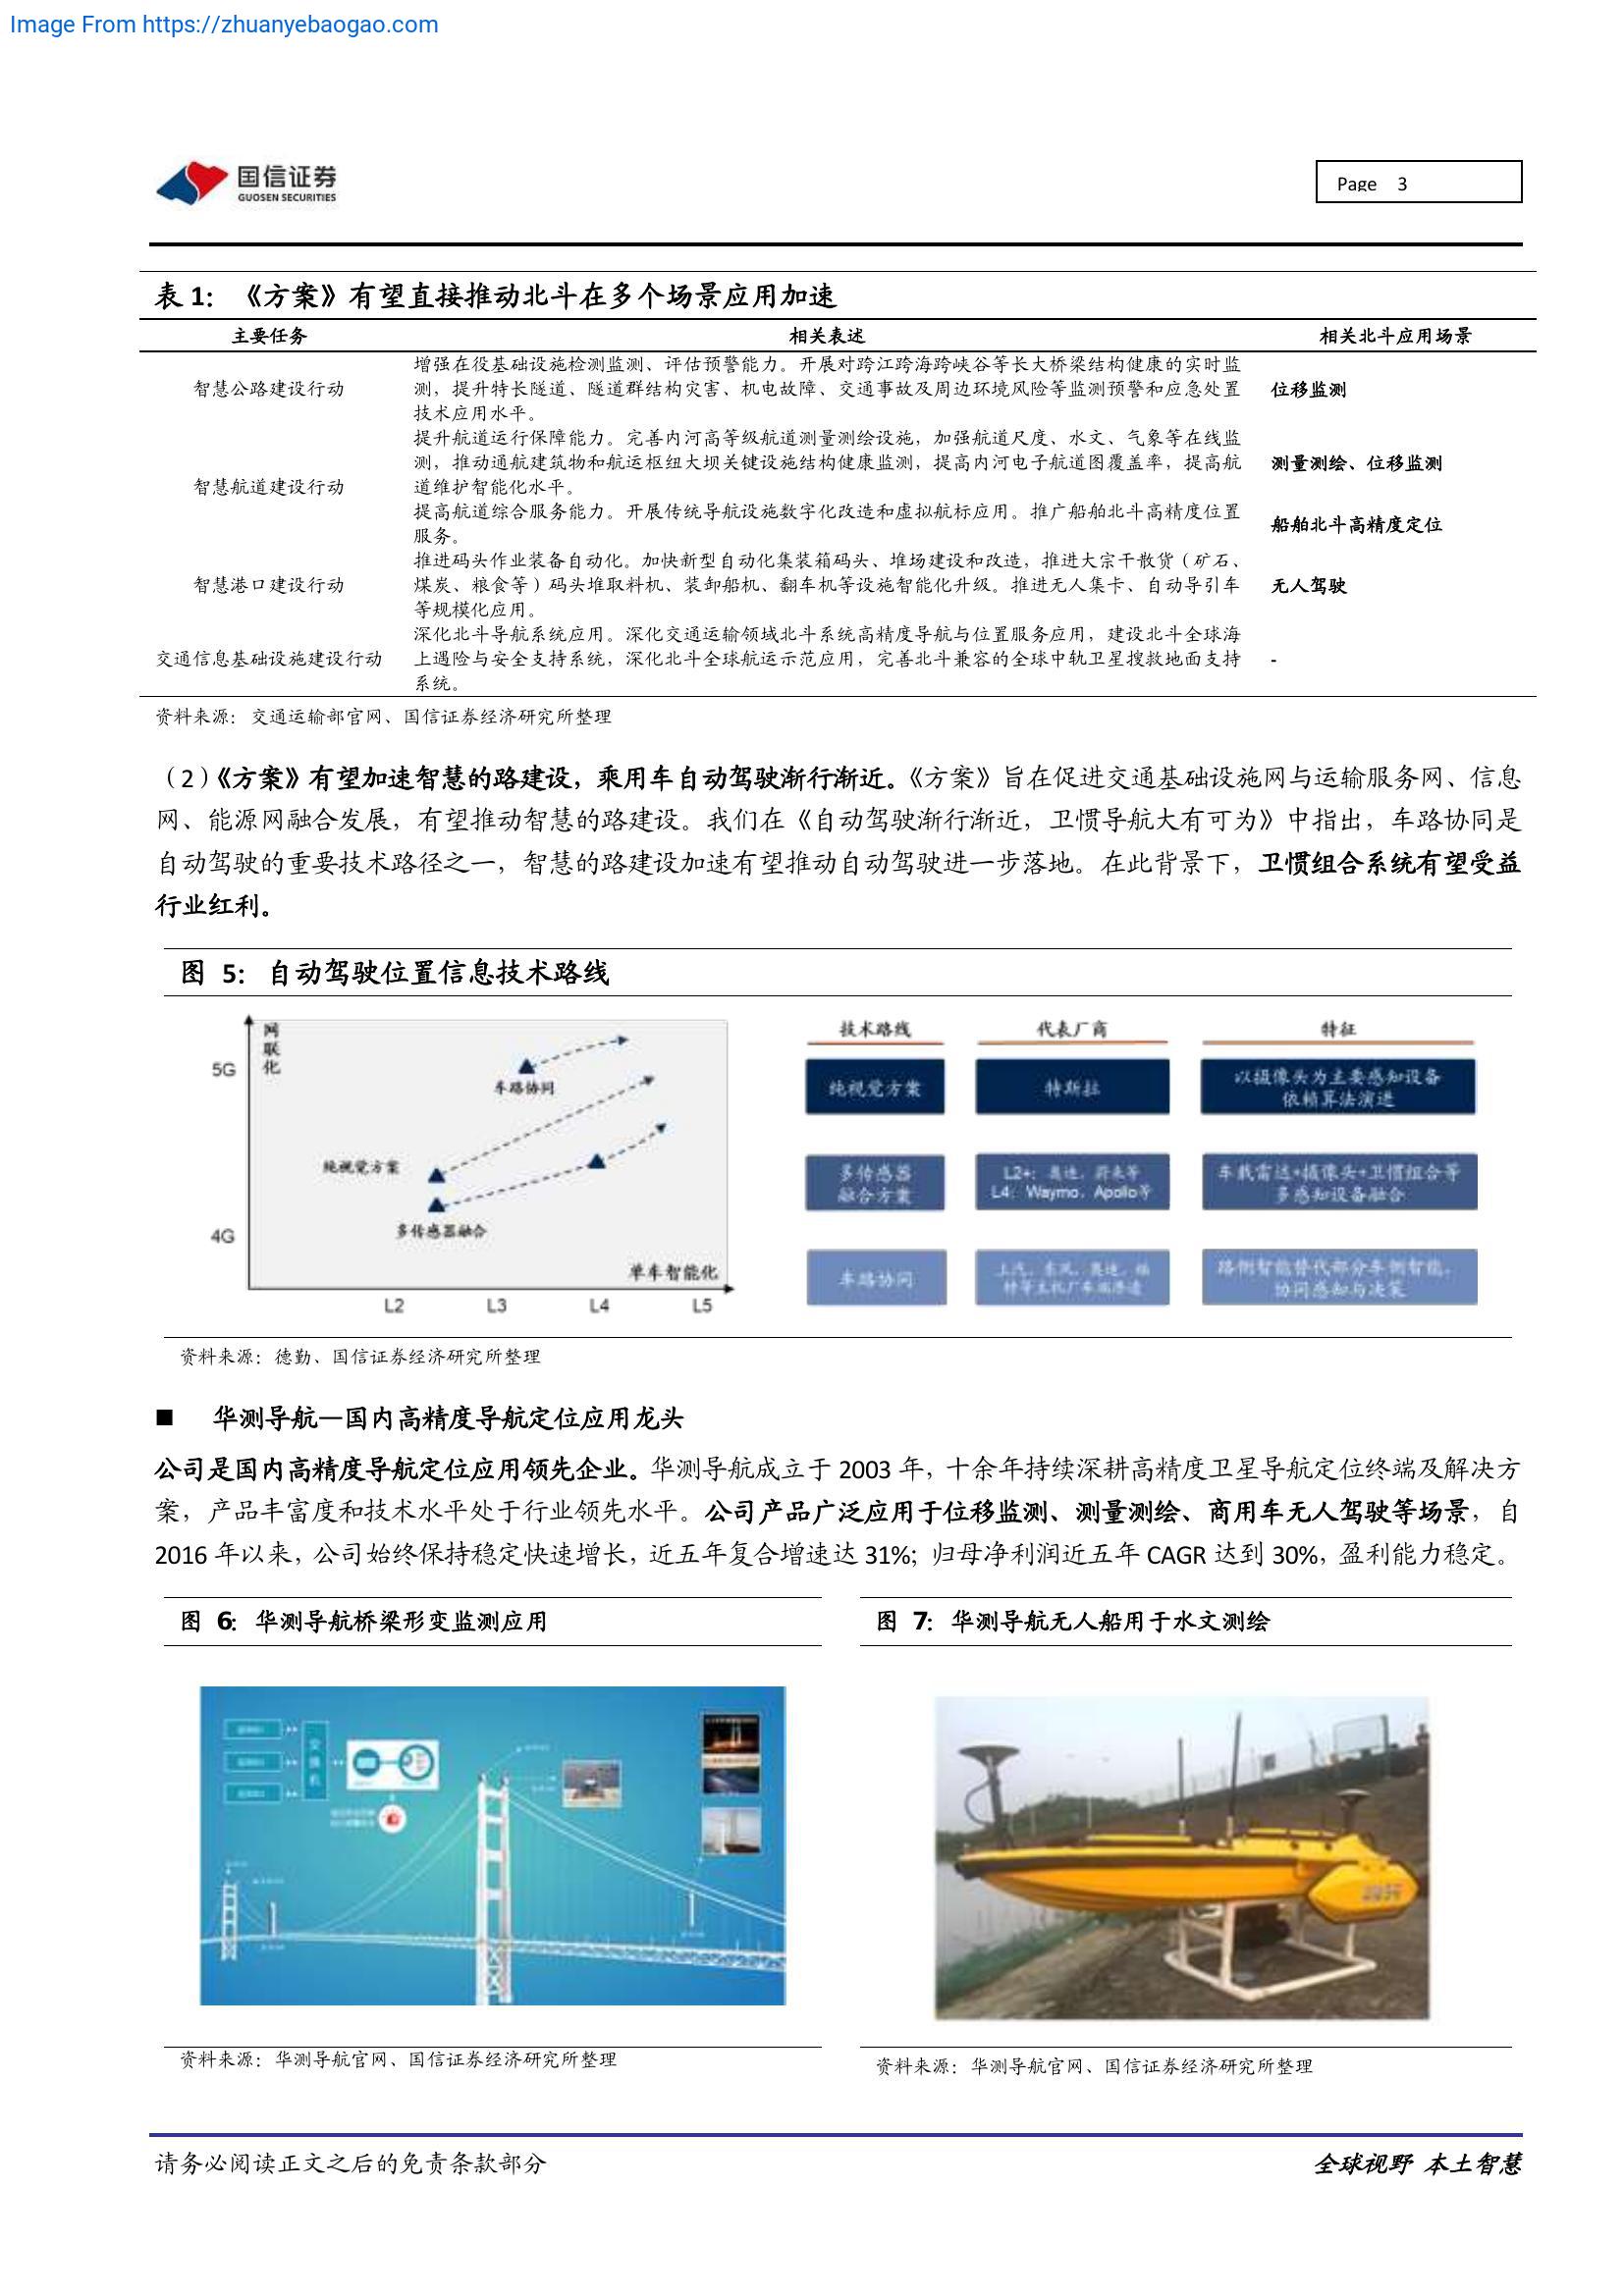 Image From https://zhuanyebaogao.com
国信证券
GUOSEN SECURITIES
Page 3
表 1: 《方案》有望直接推动北斗在多个场景应用加速
主要任务 相关表述 相关北斗应用场景
增强在役基础设施检测监测、评估预警能力。开展对跨江跨海跨峡谷等长大桥梁结构健康的实时监
智慧公路建设行动 测，提升特长隧道、隧道群结构灾害、机电故障、交通事故及周边环境风险等监测预警和应急处置 位移监测
技术应用水平。
提升航道运行保障能力。完善内河高等级航道测量测绘设施，加强航道尺度、水文、气象等在线监
测，推动通航建筑物和航运枢纽大坝关键设施结构健康监测，提高内河电子航道图覆盖率，提高航 测量测绘、位移监测
智慧航道建设行动 道维护智能化水平。
提高航道综合服务能力。开展传统导航设施数字化改造和虚拟航标应用。推广船舶北斗高精度位置 船舶北斗高精度定位
服务。
推进码头作业装备自动化。加快新型自动化集装箱码头、堆场建设和改造，推进大宗干散货（矿石、
智慧港口建设行动 煤炭、粮食等）码头堆取料机、装卸船机、翻车机等设施智能化升级。推进无人集卡、自动导引车 无人驾驶
等规模化应用。
深化北斗导航系统应用。深化交通运输领域北斗系统高精度导航与位置服务应用，建设北斗全球海
交通信息基础设施建设行动 上遇险与安全支持系统，深化北斗全球航运示范应用，完善北斗兼容的全球中轨卫星搜救地面支持 -
系统。
资料来源：交通运输部官网、国信证券经济研究所整理
（2）《方案》有望加速智慧的路建设，乘用车自动驾驶渐行渐近。《方案》旨在促进交通基础设施网与运输服务网、信息
网、能源网融合发展，有望推动智慧的路建设。我们在《自动驾驶渐行渐近，卫惯导航大有可为》中指出，车路协同是
自动驾驶的重要技术路径之一，智慧的路建设加速有望推动自动驾驶进一步落地。在此背景下，卫惯组合系统有望受益
行业红利。
图 5: 自动驾驶位置信息技术路线
网联化
5G
车路协同
纯视觉方案
多传感器融合
4G
单车智能化
L2 L3 L4 L5
技术路线 代表厂商 特征
纯视觉方案 特斯拉 以摄像头为主要感知设备
依赖算法演进
多传感器 L2+：奥迪、蔚来等 车载雷达+摄像头+卫惯组合等
融合方案 L4：Waymo、Apollo等 多感知设备融合
车路协同 路侧智能替代部分车侧智能，
协同感知与决策
资料来源：德勤、国信证券经济研究所整理
■ 华测导航—国内高精度导航定位应用龙头
公司是国内高精度导航定位应用领先企业。华测导航成立于 2003 年，十余年持续深耕高精度卫星导航定位终端及解决方
案，产品丰富度和技术水平处于行业领先水平。公司产品广泛应用于位移监测、测量测绘、商用车无人驾驶等场景，自
2016 年以来，公司始终保持稳定快速增长，近五年复合增速达 31%；归母净利润近五年 CAGR 达到 30%，盈利能力稳定。
图 6: 华测导航桥梁形变监测应用
交换机
资料来源：华测导航官网、国信证券经济研究所整理
图 7: 华测导航无人船用于水文测绘
资料来源：华测导航官网、国信证券经济研究所整理
请务必阅读正文之后的免责条款部分
全球视野 本土智慧